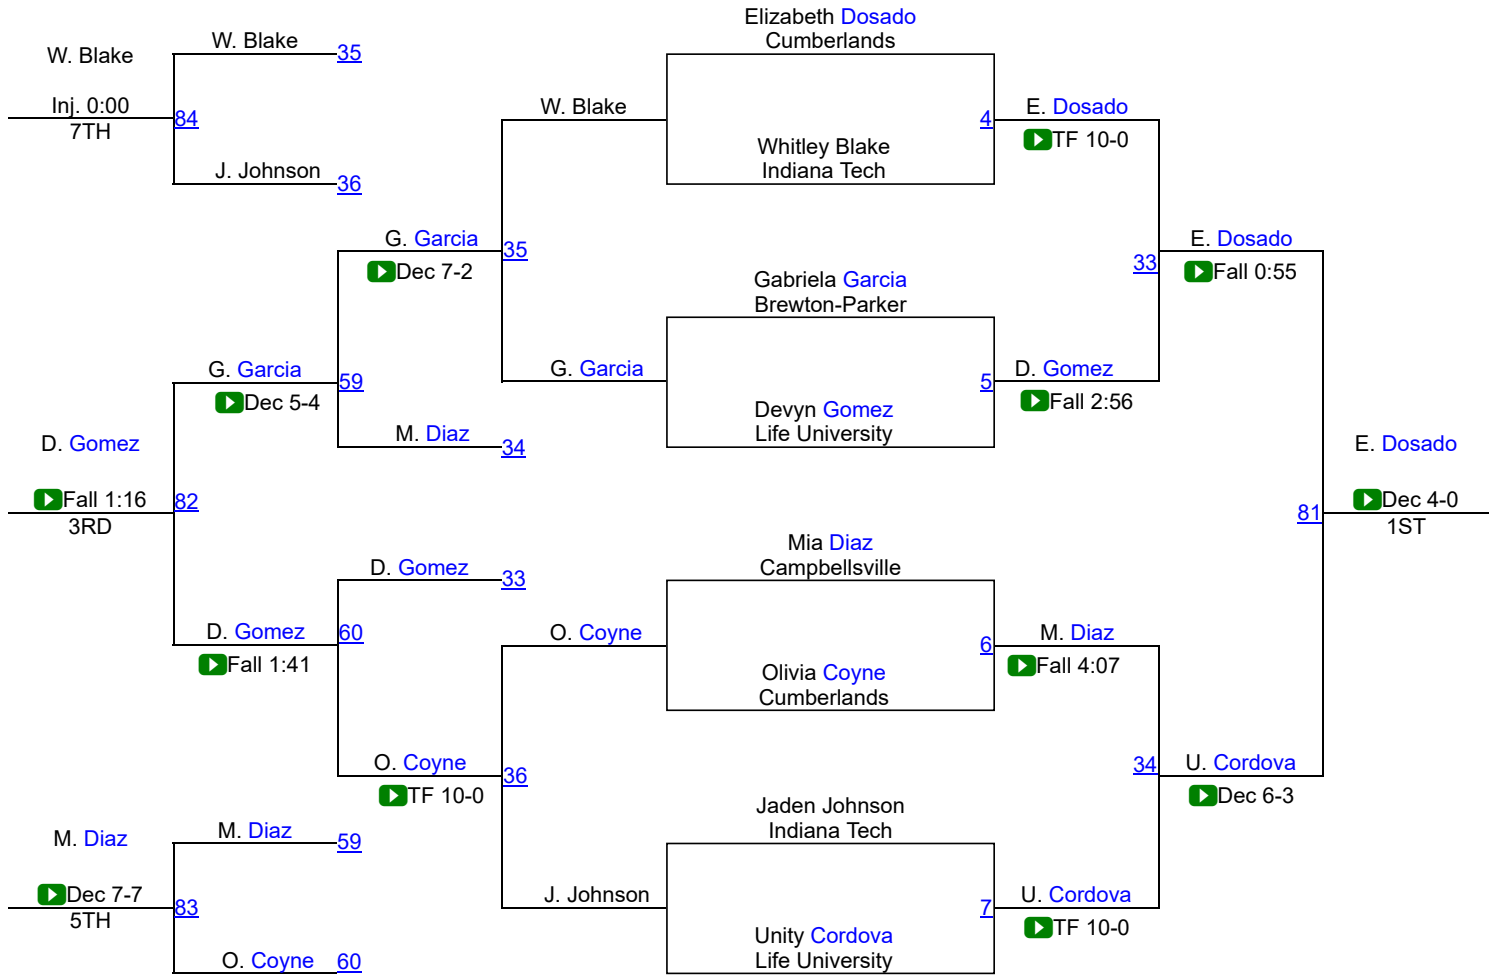 Elizabeth Dosado
Cumberlands
W. Blake
W. Blake
35
Inj. 0:00
7TH
84
W. Blake
4
E. Dosado
TF 10-0
Whitley Blake
Indiana Tech
J. Johnson
36
G. Garcia
Dec 7-2
35
E. Dosado
Fall 0:55
33
Gabriela Garcia
Brewton-Parker
G. Garcia
Dec 5-4
59
G. Garcia
5
D. Gomez
Fall 2:56
Devyn Gomez
Life University
M. Diaz
34
D. Gomez
Fall 1:16
3RD
82
E. Dosado
Dec 4-0
1ST
81
Mia Diaz
Campbellsville
D. Gomez
33
D. Gomez
Fall 1:41
60
O. Coyne
6
M. Diaz
Fall 4:07
Olivia Coyne
Cumberlands
O. Coyne
TF 10-0
36
34
U. Cordova
Dec 6-3
Jaden Johnson
Indiana Tech
M. Diaz
M. Diaz
59
Dec 7-7
5TH
83
J. Johnson
7
U. Cordova
TF 10-0
Unity Cordova
Life University
O. Coyne
60